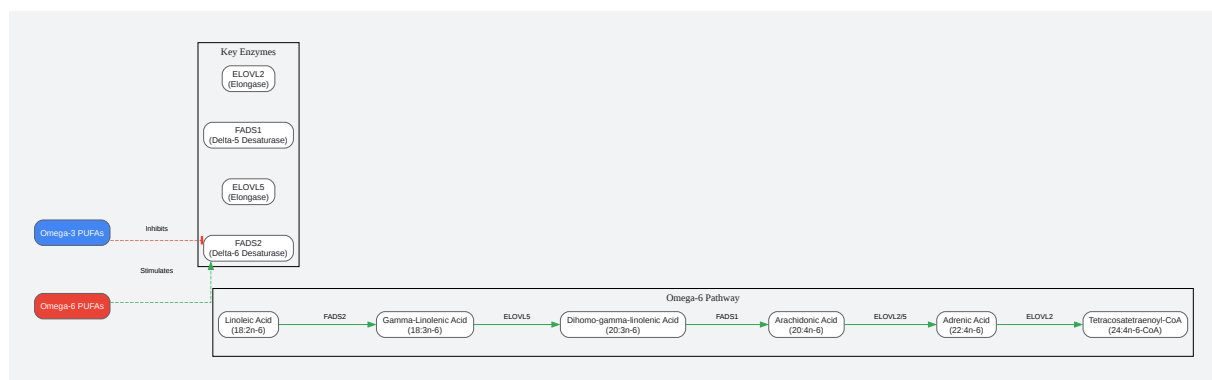 Key Enzymes
ELOVL2
(Elongase)
FADS1
(Delta-5 Desaturase)
ELOVL5
(Elongase)
Omega-3 PUFAs
Inhibits
FADS2
(Delta-6 Desaturase)
Stimulates
Omega-6 PUFAs
Omega-6 Pathway
Linoleic Acid
(18:2n-6)
FADS2
Gamma-Linolenic Acid
(18:3n-6)
ELOVL5
Dihomo-gamma-linolenic Acid
(20:3n-6)
FADS1
Arachidonic Acid
(20:4n-6)
ELOVL2/5
Adrenic Acid
(22:4n-6)
ELOVL2
Tetracosatetraenoyl-CoA
(24:4n-6-CoA)